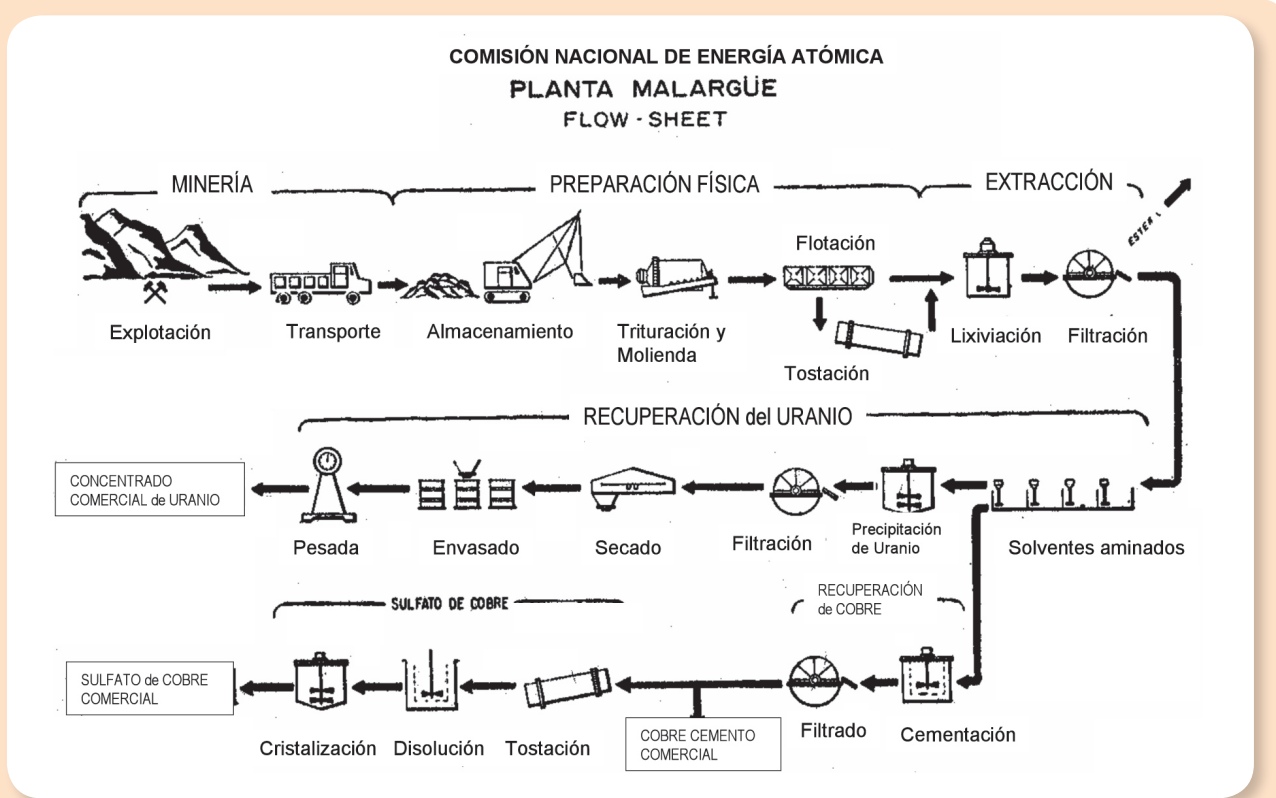 COMISIÓN NACIONAL DE ENERGÍA ATÓMICA
PLANTA MALARGÜE
FLOW - SHEET
MINERÍA
PREPARACIÓN FÍSICA
EXTRACCIÓN
Explotación
Transporte
Almacenamiento
Trituración y
Molienda
Flotación
Tostación
Lixiviación
Filtración
RECUPERACIÓN del URANIO
CONCENTRADO
COMERCIAL de URANIO
Pesada
Envasado
Secado
Filtración
Precipitación
de Uranio
Solventes aminados
SULFATO DE COBRE
RECUPERACIÓN
de COBRE
SULFATO de COBRE
COMERCIAL
Cristalización
Disolución
Tostación
COBRE CEMENTO
COMERCIAL
Filtrado
Cementación